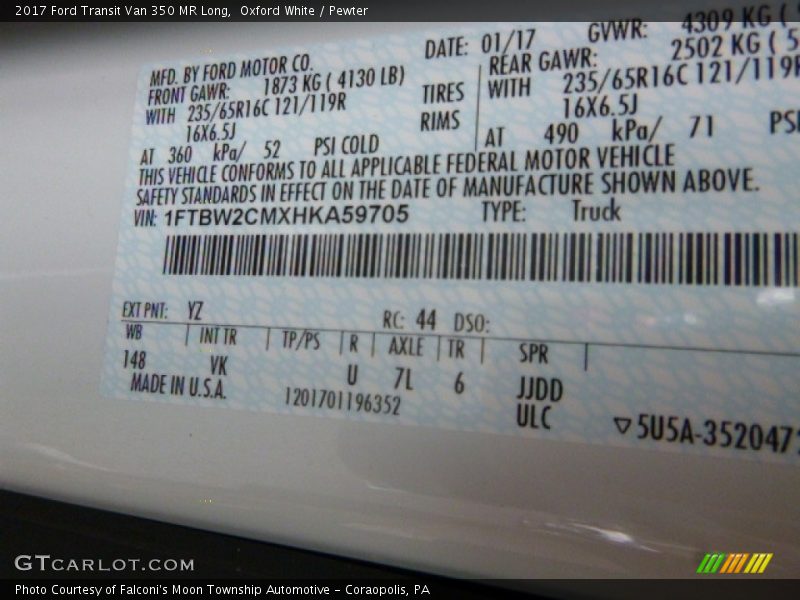 2017 Ford Transit Van 350 MR Long,  Oxford White / Pewter
MFD. BY FORD MOTOR CO. DATE: 01/17 GVWR: 4309 KG (
FRONT GAWR: 1873 KG ( 4130 LB) REAR GAWR: 2502 KG ( 5
WITH 235/65R16C 121/119R TIRES WITH 235/65R16C 121/119R
16X6.5J RIMS 16X6.5J
AT 360 kPa/ 52 PSI COLD AT 490 kPa/ 71 PSI
THIS VEHICLE CONFORMS TO ALL APPLICABLE FEDERAL MOTOR VEHICLE
SAFETY STANDARDS IN EFFECT ON THE DATE OF MANUFACTURE SHOWN ABOVE.
VIN: 1FTBW2CMXHKA59705 TYPE: Truck
EXT PNT: YZ RC: 44 DSO:
WB INT TR TP/PS R AXLE TR SPR
148 VK U 7L 6 JJDD
MADE IN U.S.A. 1201701196352 ULC
▽5U5A-3520472
GTCARLOT.COM
Photo Courtesy of Falconi's Moon Township Automotive – Coraopolis, PA